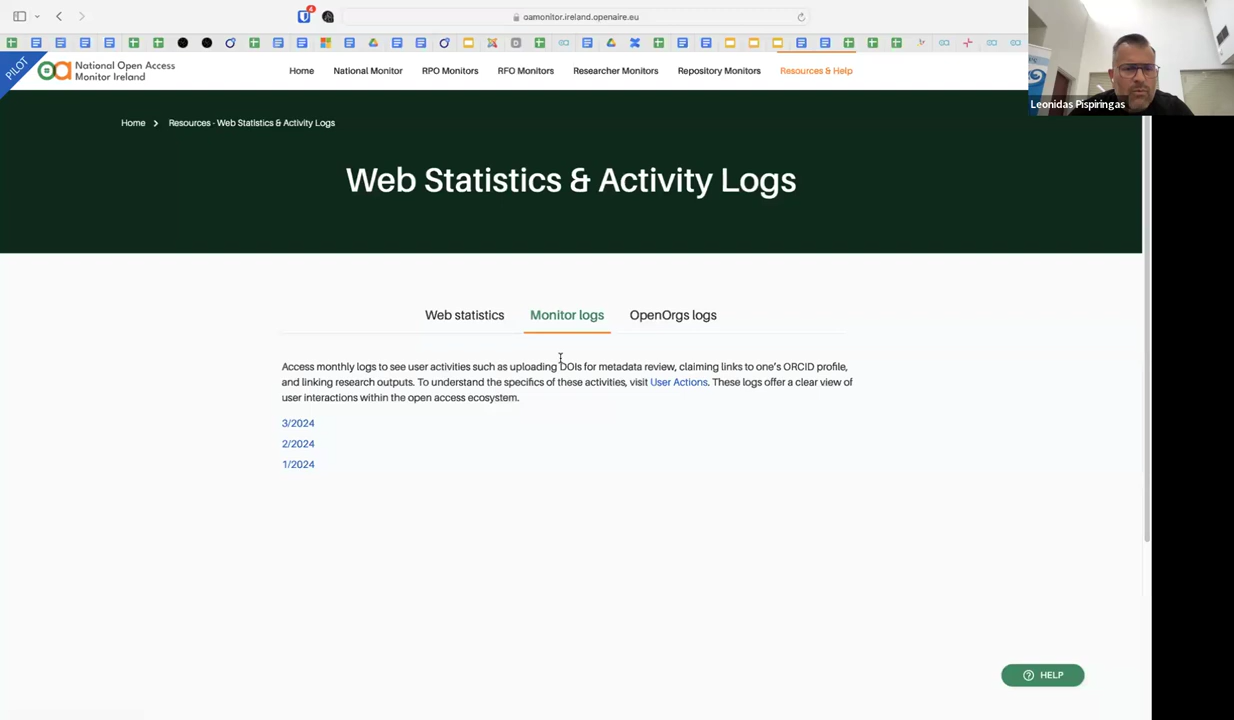 4
oamonitor.ireland.openaire.eu
PILOT
National Open Access
Monitor Ireland
Home
National Monitor
RPO Monitors
RFO Monitors
Researcher Monitors
Repository Monitors
Resources & Help
Leonidas Pispiringas
Home > Resources - Web Statistics & Activity Logs
Web Statistics & Activity Logs
Web statistics
Monitor logs
OpenOrgs logs
Access monthly logs to see user activities such as uploading DOIs for metadata review, claiming links to one's ORCID profile,
and linking research outputs. To understand the specifics of these activities, visit User Actions. These logs offer a clear view of
user interactions within the open access ecosystem.
3/2024
2/2024
1/2024
HELP